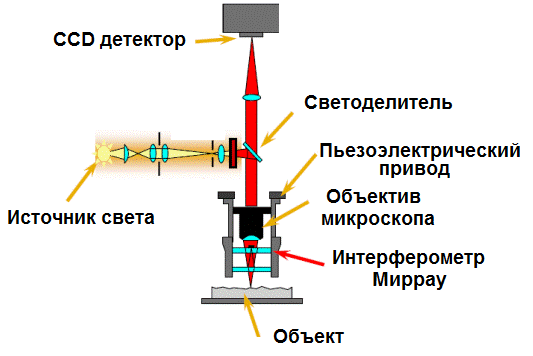 CCD детектор
Светоделитель
Пьезоэлектрический
привод
Источник света
Объектив
микроскопа
Интерферометр
Миррау
Объект